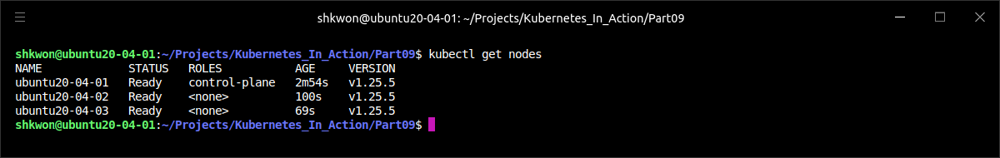 shkwon@ubuntu20-04-01: ~/Projects/Kubernetes_In_Action/Part09
shkwon@ubuntu20-04-01:~/Projects/Kubernetes_In_Action/Part09$ kubectl get nodes
NAME             STATUS   ROLES           AGE     VERSION
ubuntu20-04-01   Ready    control-plane   2m54s   v1.25.5
ubuntu20-04-02   Ready    <none>          100s    v1.25.5
ubuntu20-04-03   Ready    <none>          69s     v1.25.5
shkwon@ubuntu20-04-01:~/Projects/Kubernetes_In_Action/Part09$